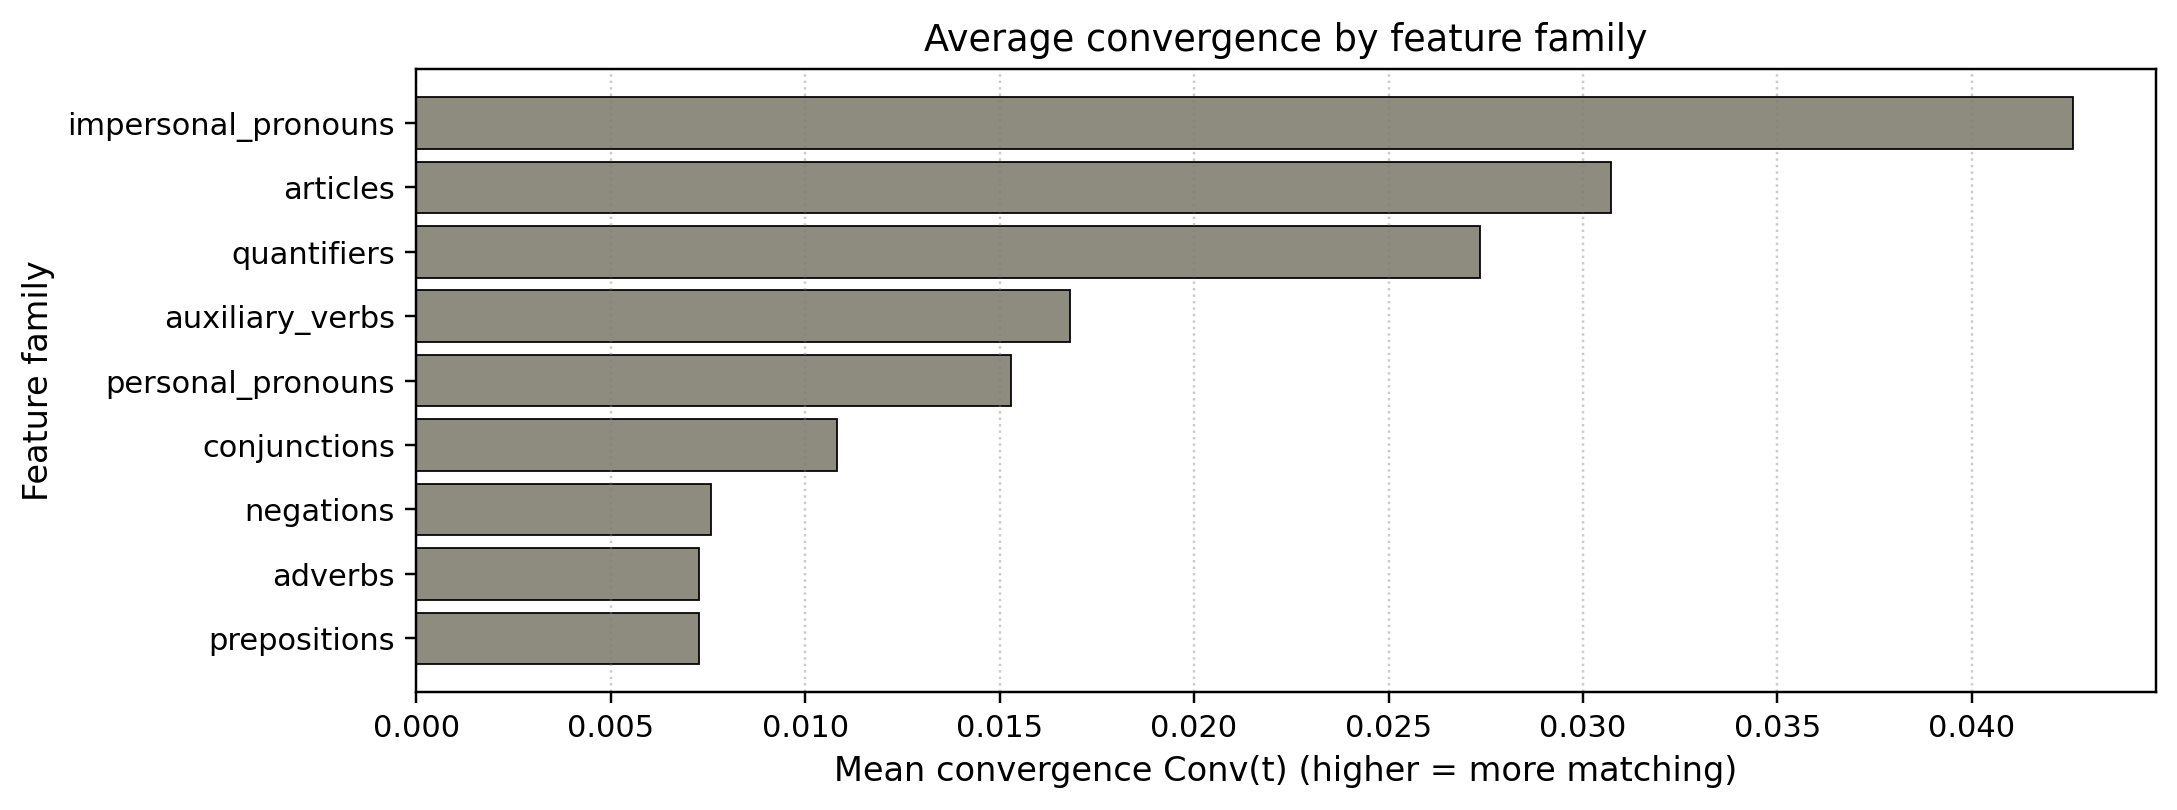 Average convergence by feature family
Feature family
impersonal_pronouns
articles
quantifiers
auxiliary_verbs
personal_pronouns
conjunctions
negations
adverbs
prepositions
0.000 0.005 0.010 0.015 0.020 0.025 0.030 0.035 0.040
Mean convergence Conv(t) (higher = more matching)